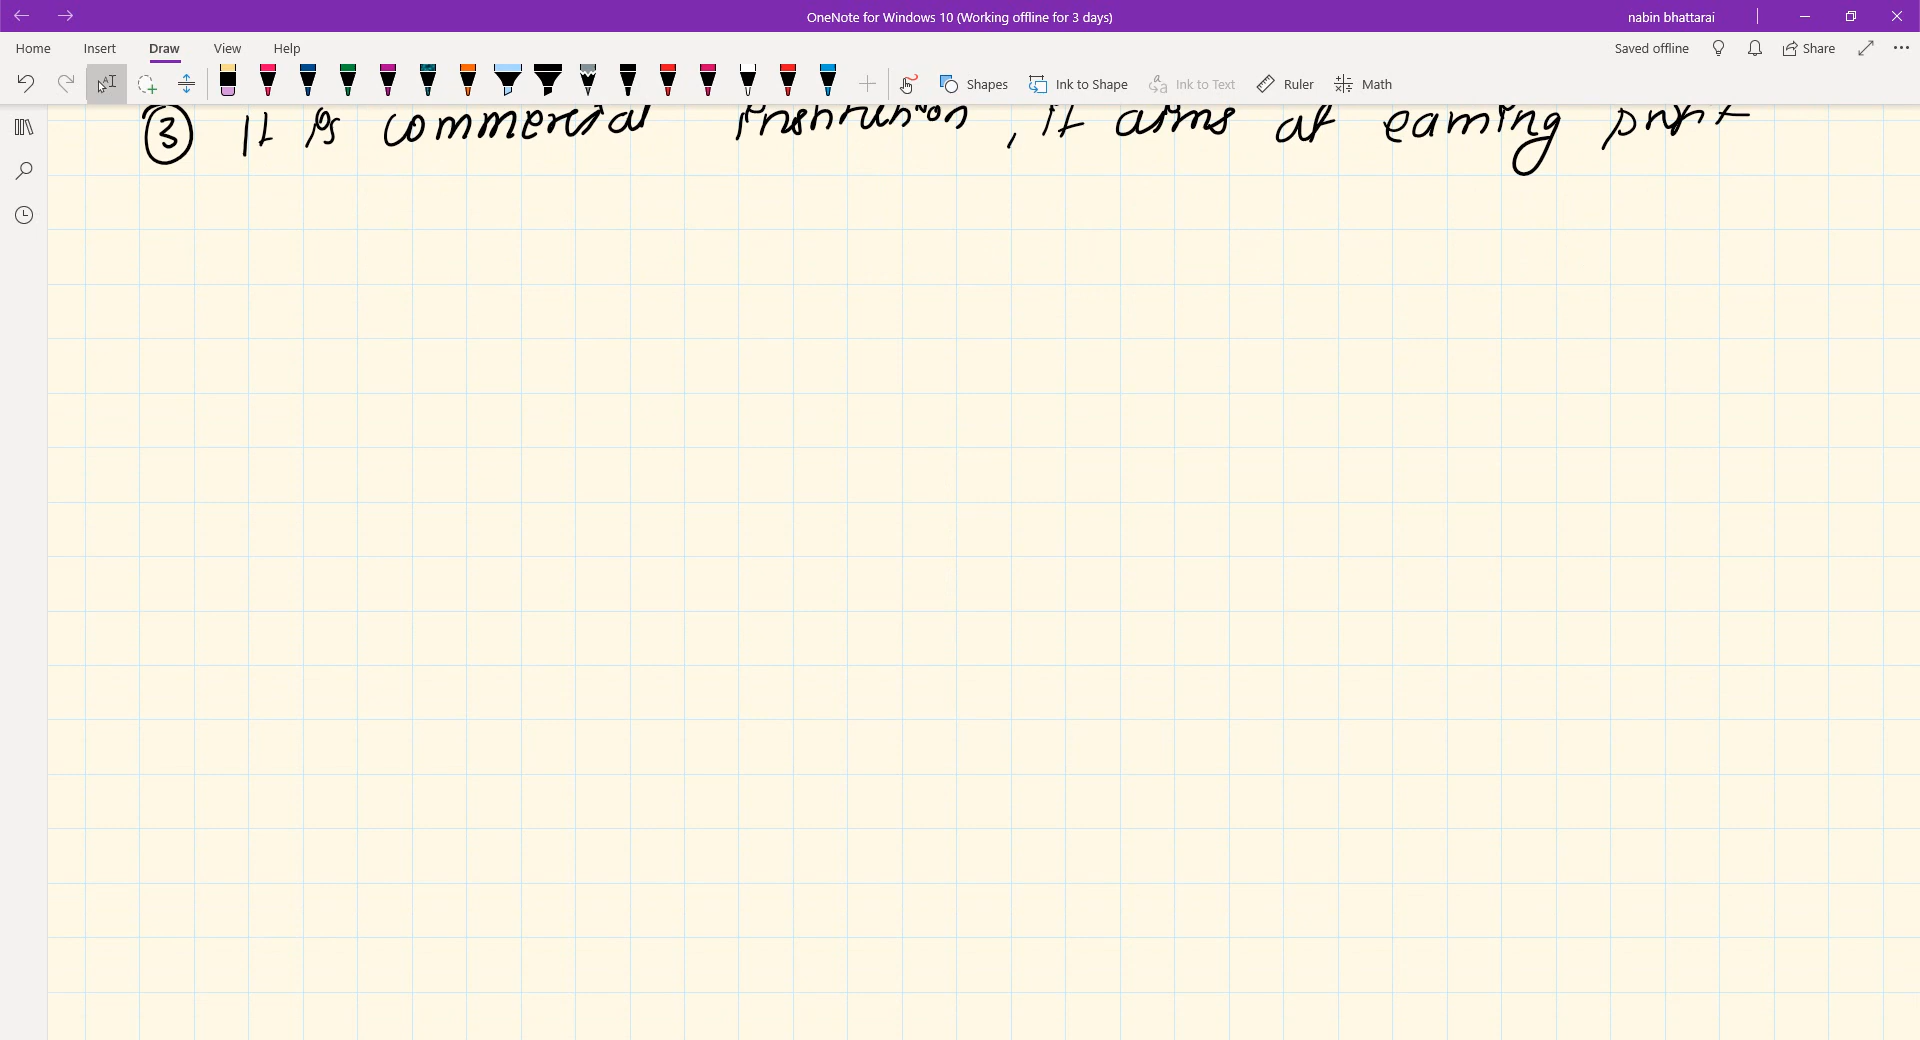 OneNote for Windows 10 (Working offline for 3 days)
nabin bhattarai
Home Insert Draw View Help
Saved offline Share
Shapes Ink to Shape Ink to Text Ruler Math
③ It is commercial institution, it aims at earning profit